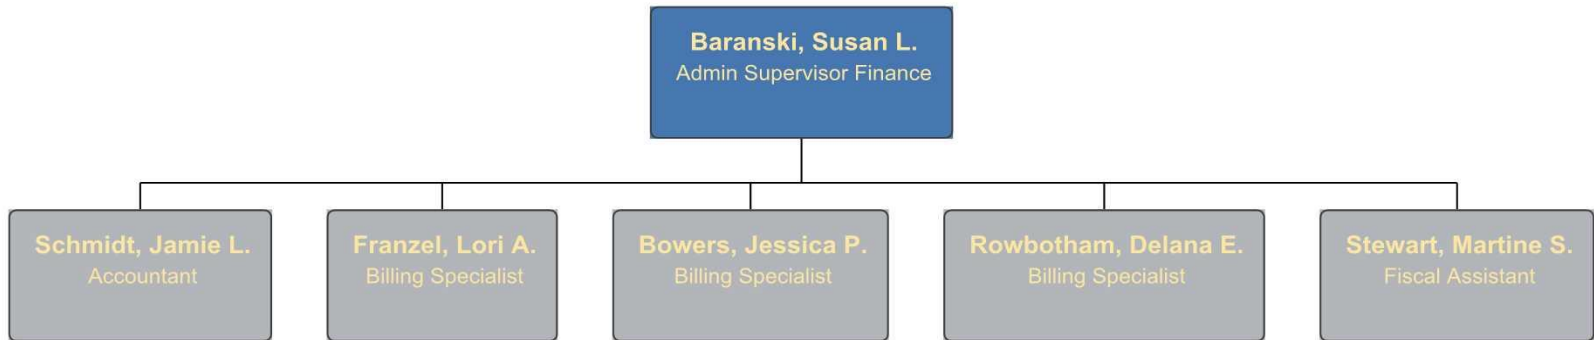 Baranski, Susan L.
Admin Supervisor Finance
Schmidt, Jamie L.
Accountant
Franzel, Lori A.
Billing Specialist
Bowers, Jessica P.
Billing Specialist
Rowbotham, Delana E.
Billing Specialist
Stewart, Martine S.
Fiscal Assistant